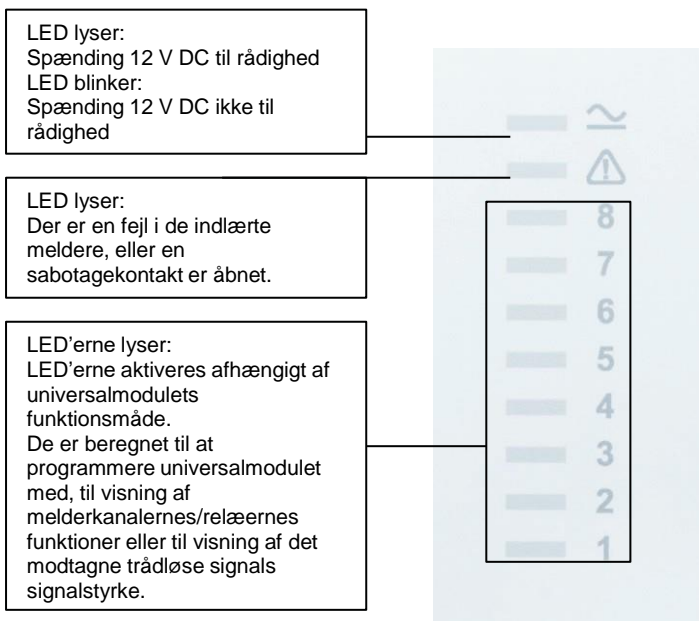 LED lyser:
Spænding 12 V DC til rådighed
LED blinker:
Spænding 12 V DC ikke til
rådighed
LED lyser:
Der er en fejl i de indlærte
meldere, eller en
sabotagekontakt er åbnet.
LED’erne lyser:
LED’erne aktiveres afhængigt af
universalmodulets
funktionsmåde.
De er beregnet til at
programmere universalmodulet
med, til visning af
melderkanalernes/relæernes
funktioner eller til visning af det
modtagne trådløse signals
signalstyrke.
8
7
6
5
4
3
2
1